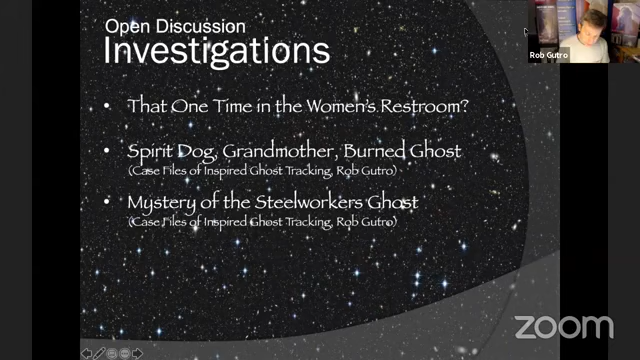 Open Discussion
Investigations
• That One Time in the Women's Restroom?
• Spirit Dog, Grandmother, Burned Ghost
(Case Files of Inspired Ghost Tracking, Rob Gutro)
• Mystery of the Steelworkers Ghost
(Case Files of Inspired Ghost Tracking, Rob Gutro)
Rob Gutro
zoom